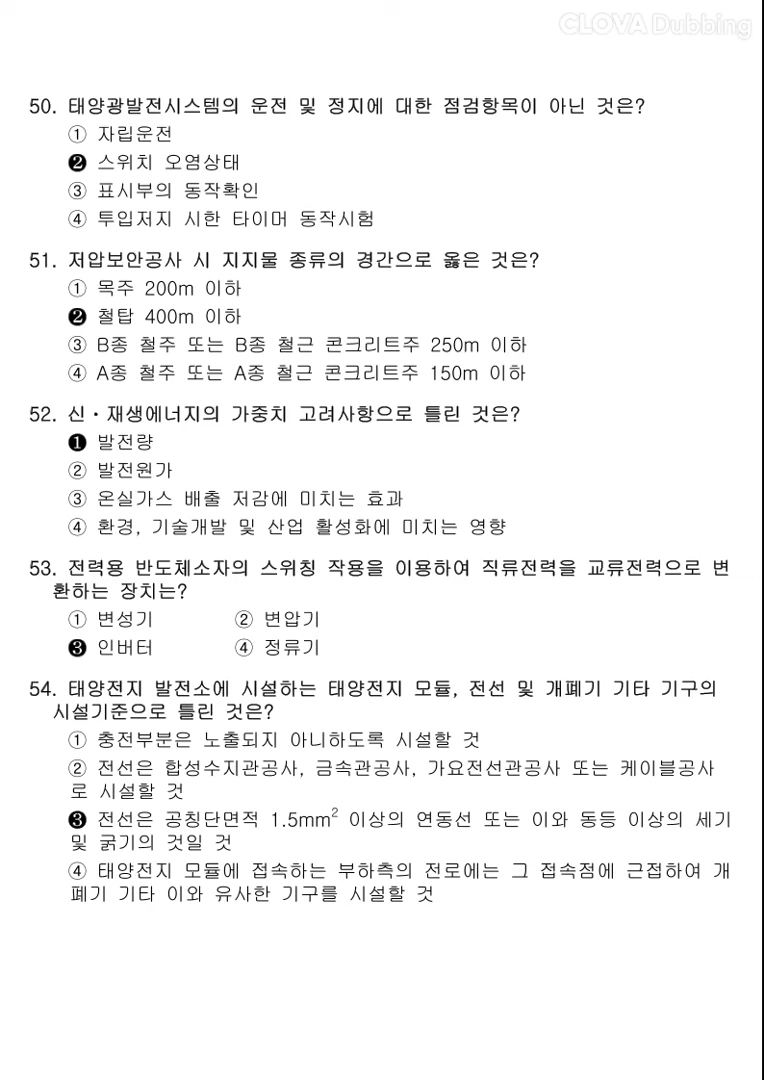 CLOVA Dubbing
50. 태양광발전시스템의 운전 및 정지에 대한 점검항목이 아닌 것은?
① 자립운전
❷ 스위치 오염상태
③ 표시부의 동작확인
④ 투입저지 시한 타이머 동작시험
51. 저압보안공사 시 지지물 종류의 경간으로 옳은 것은?
① 목주 200m 이하
❷ 철탑 400m 이하
③ B종 철주 또는 B종 철근 콘크리트주 250m 이하
④ A종 철주 또는 A종 철근 콘크리트주 150m 이하
52. 신・재생에너지의 가중치 고려사항으로 틀린 것은?
❶ 발전량
② 발전원가
③ 온실가스 배출 저감에 미치는 효과
④ 환경, 기술개발 및 산업 활성화에 미치는 영향
53. 전력용 반도체소자의 스위칭 작용을 이용하여 직류전력을 교류전력으로 변
환하는 장치는?
① 변성기 ② 변압기
❸ 인버터 ④ 정류기
54. 태양전지 발전소에 시설하는 태양전지 모듈, 전선 및 개폐기 기타 기구의
시설기준으로 틀린 것은?
① 충전부분은 노출되지 아니하도록 시설할 것
② 전선은 합성수지관공사, 금속관공사, 가요전선관공사 또는 케이블공사
로 시설할 것
❸ 전선은 공칭단면적 1.5mm² 이상의 연동선 또는 이와 동등 이상의 세기
및 굵기의 것일 것
④ 태양전지 모듈에 접속하는 부하측의 전로에는 그 접속점에 근접하여 개
폐기 기타 이와 유사한 기구를 시설할 것